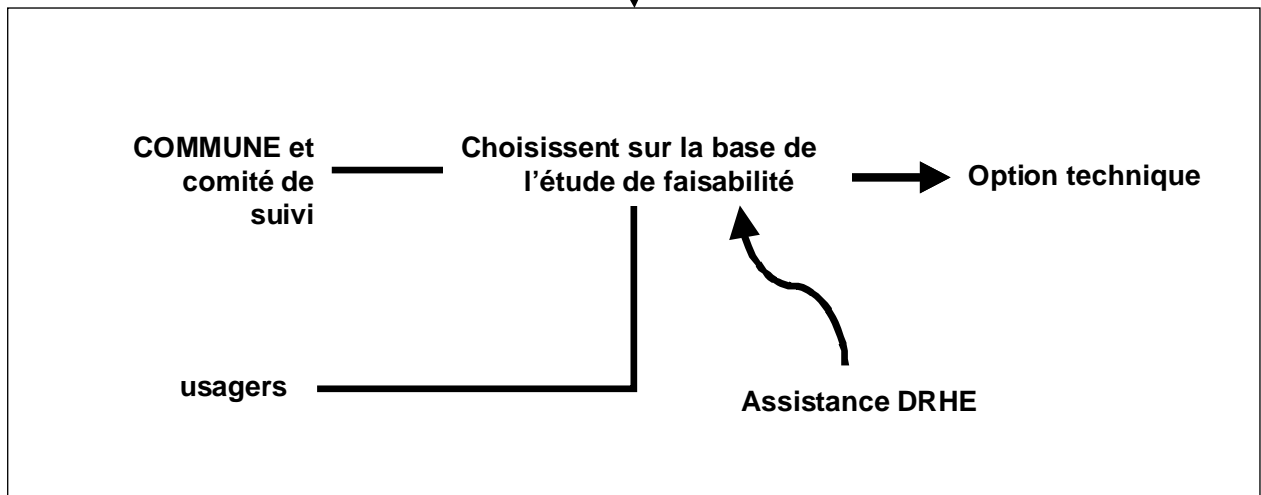 COMMUNE et
comité de
suivi
Choisissent sur la base de
l’étude de faisabilité
Option technique
usagers
Assistance DRHE